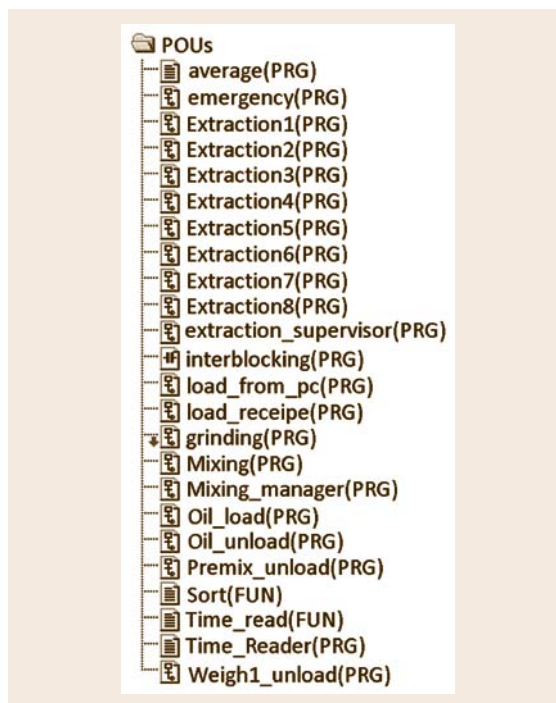 POUs
average(PRG)
emergency(PRG)
Extraction1(PRG)
Extraction2(PRG)
Extraction3(PRG)
Extraction4(PRG)
Extraction5(PRG)
Extraction6(PRG)
Extraction7(PRG)
Extraction8(PRG)
extraction_supervisor(PRG)
interblocking(PRG)
load_from_pc(PRG)
load_receipe(PRG)
grinding(PRG)
Mixing(PRG)
Mixing_manager(PRG)
Oil_load(PRG)
Oil_unload(PRG)
Premix_unload(PRG)
Sort(FUN)
Time_read(FUN)
Time_Reader(PRG)
Weigh1_unload(PRG)